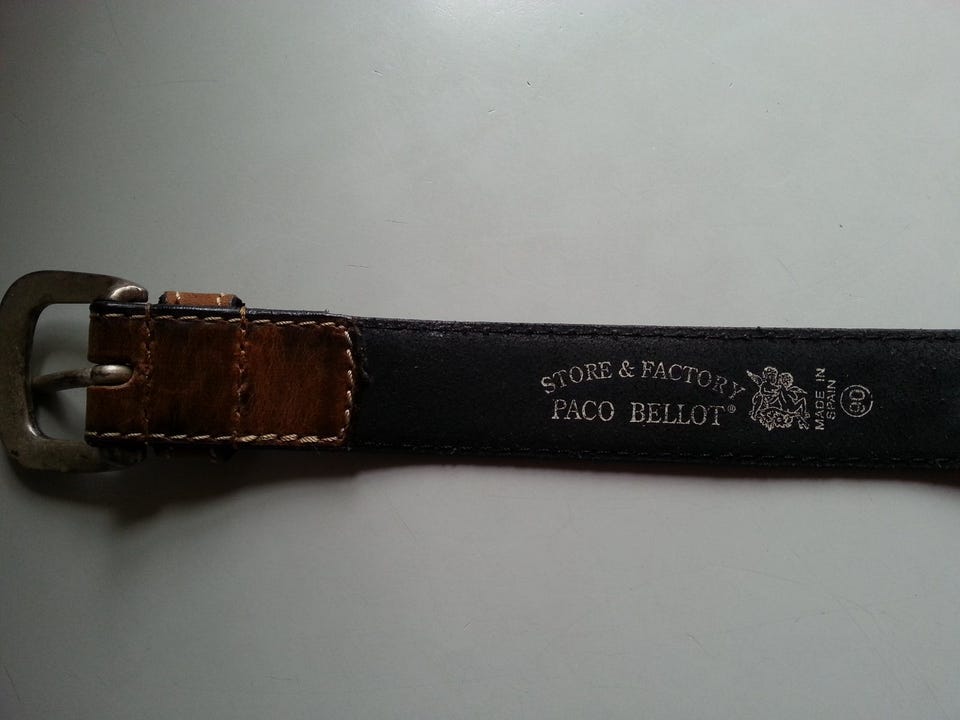 STORE & FACTORY
PACO BELLOT®
MADE IN
SPAIN
90